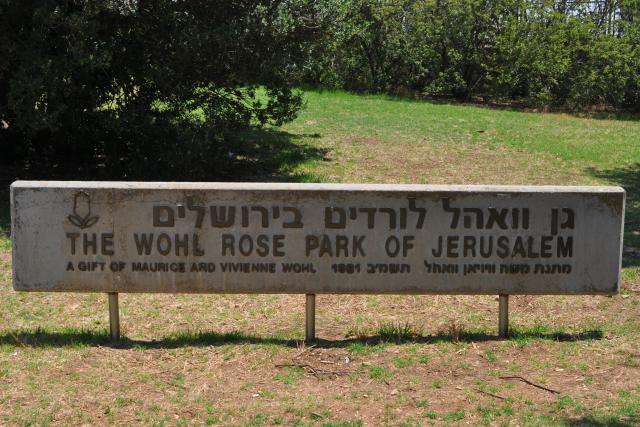 גן וואהל לורדים בירושלים
THE WOHL ROSE PARK OF JERUSALEM
A GIFT OF MAURICE ARD VIVIENNE WOHL 1981 מתנת משה וויויאן וואהל תשמ״ב